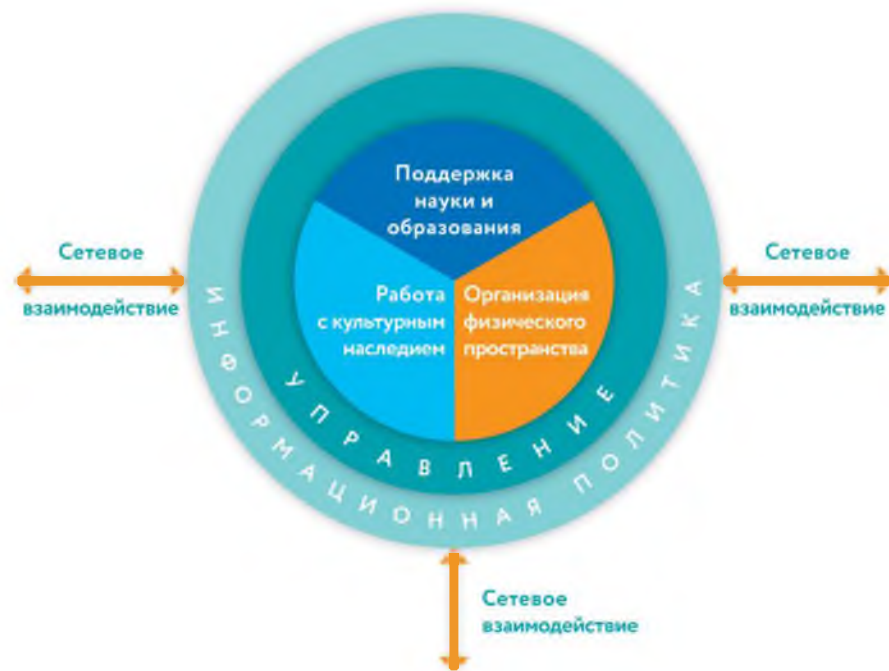 Поддержка
науки и
образования
Сетевое
взаимодействие
Работа
с культурным
наследием
Организация
физического
пространства
Сетевое
взаимодействие
УПРАВЛЕНИЕ
ИНФОРМАЦИОННАЯ ПОЛИТИКА
Сетевое
взаимодействие